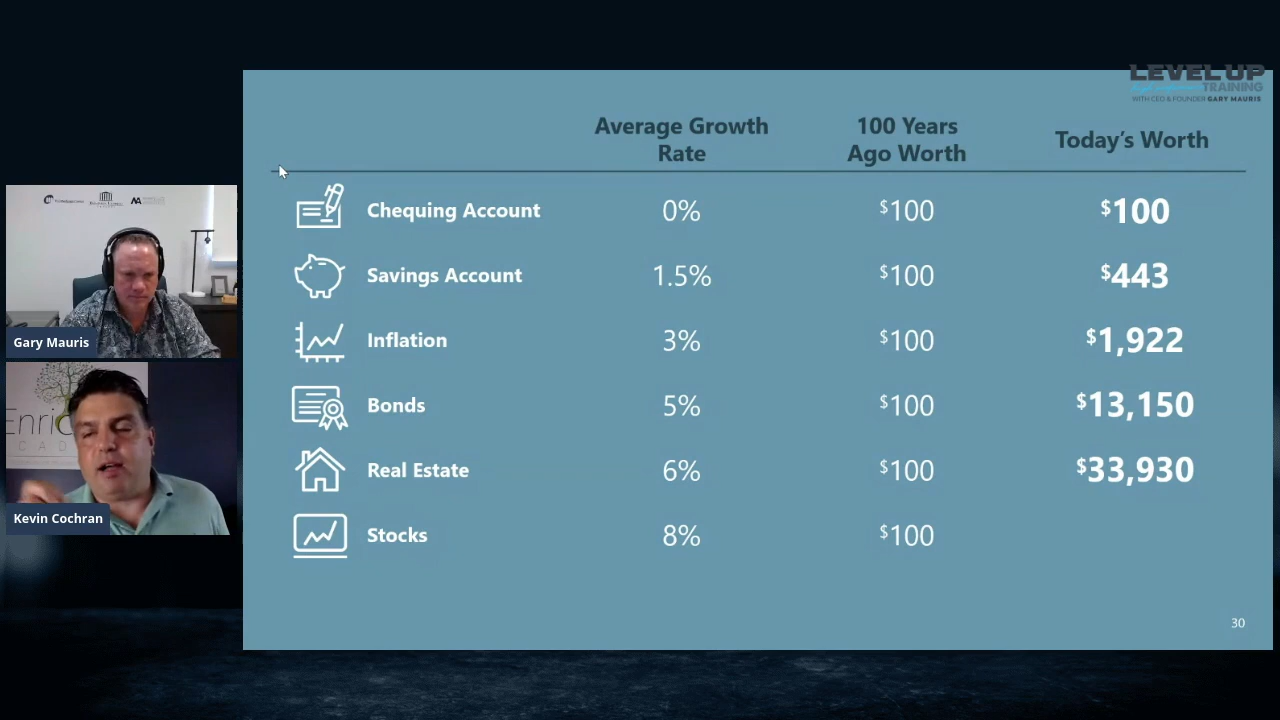 LEVEL UP
TRAINING
WITH CEO & FOUNDER GARY MAURIS
Average Growth
Rate
100 Years
Ago Worth
Today's Worth
Chequing Account 0% $100 $100
Savings Account 1.5% $100 $443
Inflation 3% $100 $1,922
Bonds 5% $100 $13,150
Real Estate 6% $100 $33,930
Stocks 8% $100
30
Gary Mauris
Enric
CAD
Kevin Cochran